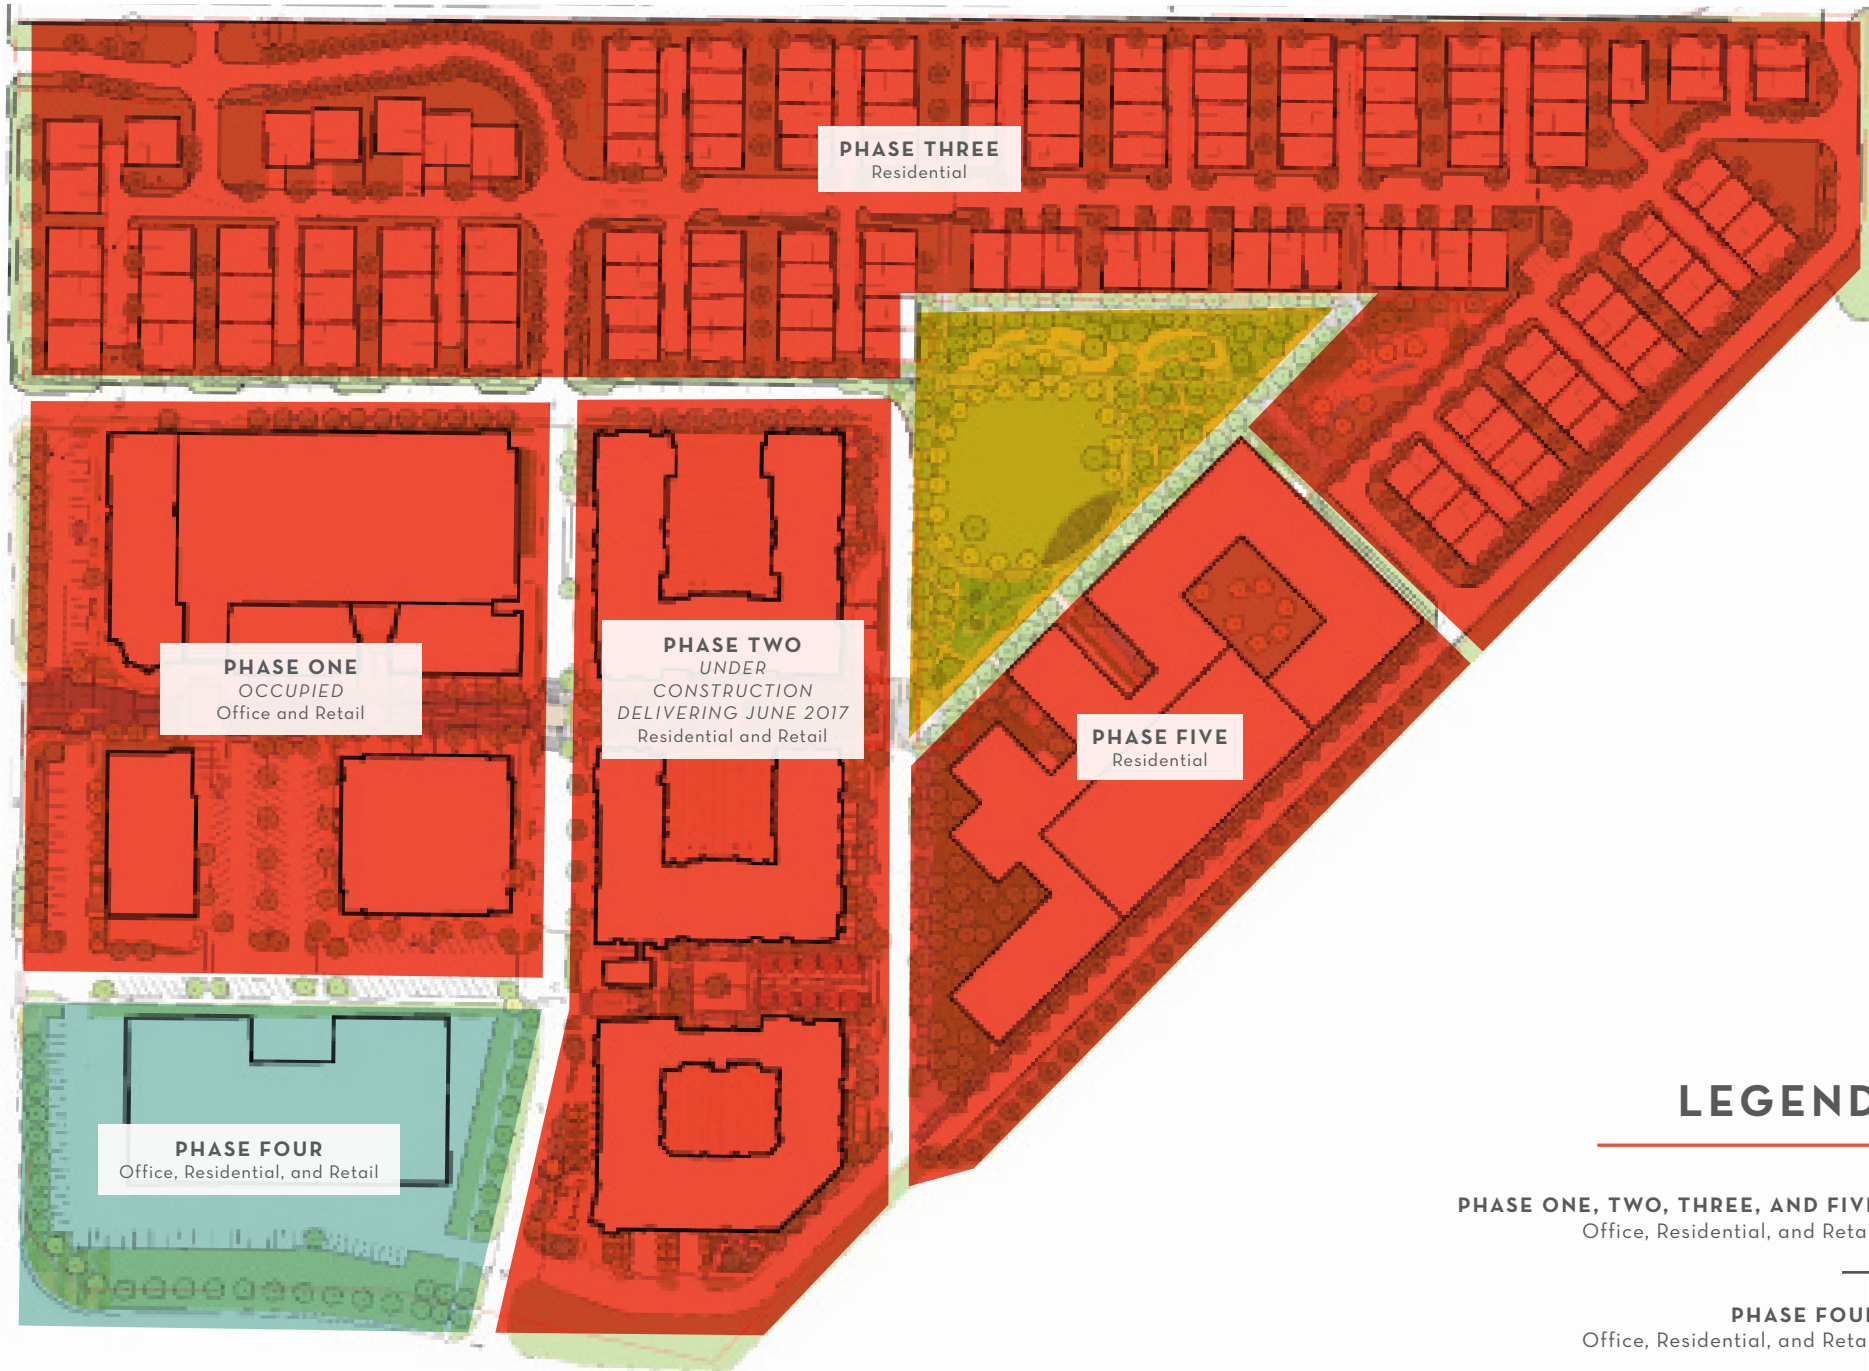 PHASE THREE
Residential
PHASE ONE
OCCUPIED
Office and Retail
PHASE TWO
UNDER
CONSTRUCTION
DELIVERING JUNE 2017
Residential and Retail
PHASE FIVE
Residential
PHASE FOUR
Office, Residential, and Retail
LEGEND
PHASE ONE, TWO, THREE, AND FIVE
Office, Residential, and Retai
PHASE FOUR
Office, Residential, and Retai